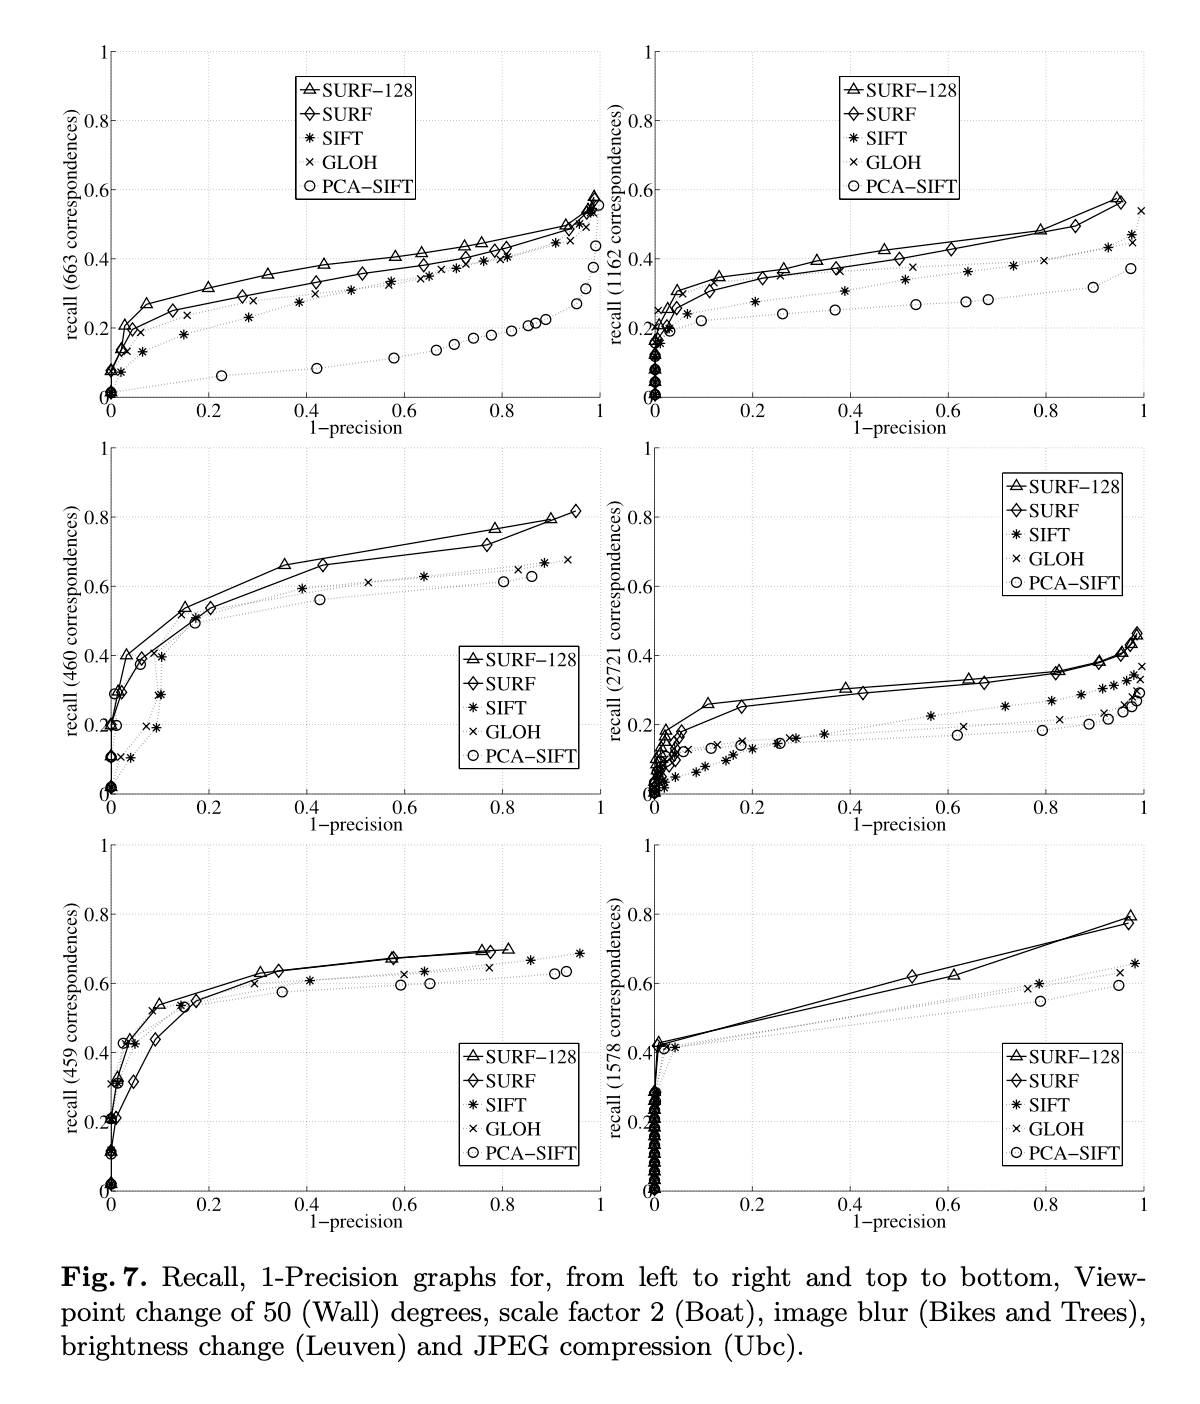 1
0.8
0.6
0.4
0.2
0
recall (663 correspondences)
SURF−128
SURF
SIFT
GLOH
PCA−SIFT
0 0.2 0.4 0.6 0.8 1
1−precision
1
0.8
0.6
0.4
0.2
0
recall (1162 correspondences)
SURF−128
SURF
SIFT
GLOH
PCA−SIFT
0 0.2 0.4 0.6 0.8 1
1−precision
1
0.8
0.6
0.4
0.2
0
recall (460 correspondences)
SURF−128
SURF
SIFT
GLOH
PCA−SIFT
0 0.2 0.4 0.6 0.8 1
1−precision
1
0.8
0.6
0.4
0.2
0
recall (2721 correspondences)
SURF−128
SURF
SIFT
GLOH
PCA−SIFT
0 0.2 0.4 0.6 0.8 1
1−precision
1
0.8
0.6
0.4
0.2
0
recall (459 correspondences)
SURF−128
SURF
SIFT
GLOH
PCA−SIFT
0 0.2 0.4 0.6 0.8 1
1−precision
1
0.8
0.6
0.4
0.2
0
recall (1578 correspondences)
SURF−128
SURF
SIFT
GLOH
PCA−SIFT
0 0.2 0.4 0.6 0.8 1
1−precision
Fig. 7. Recall, 1-Precision graphs for, from left to right and top to bottom, View-
point change of 50 (Wall) degrees, scale factor 2 (Boat), image blur (Bikes and Trees),
brightness change (Leuven) and JPEG compression (Ubc).